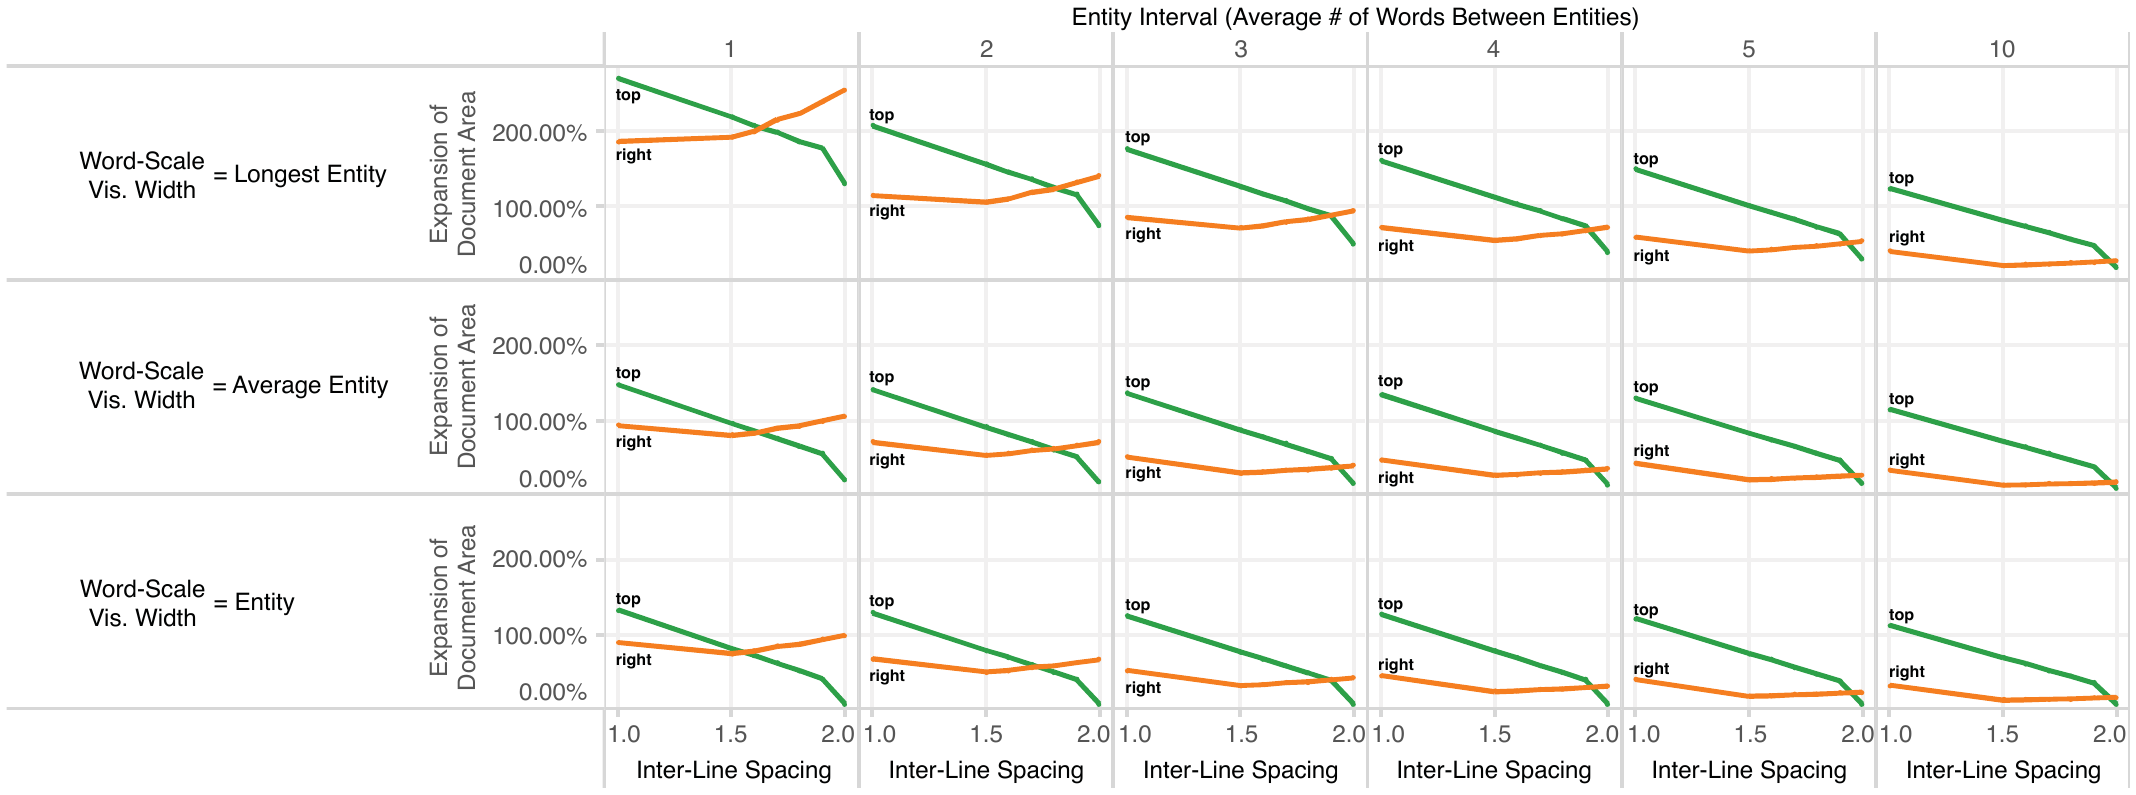 Entity Interval (Average # of Words Between Entities)
1 2 3 4 5 10
Word-Scale
Vis. Width
= Longest Entity
Expansion of
Document Area
200.00%
100.00%
0.00%
top
right
top
right
top
right
top
right
top
right
top
right
Word-Scale
Vis. Width
= Average Entity
Expansion of
Document Area
200.00%
100.00%
0.00%
top
right
top
right
top
right
top
right
top
right
top
right
Word-Scale
Vis. Width
= Entity
Expansion of
Document Area
200.00%
100.00%
0.00%
top
right
top
right
top
right
top
right
top
right
top
right
1.0 1.5 2.0 1.0 1.5 2.0 1.0 1.5 2.0 1.0 1.5 2.0 1.0 1.5 2.0 1.0 1.5 2.0
Inter-Line Spacing Inter-Line Spacing Inter-Line Spacing Inter-Line Spacing Inter-Line Spacing Inter-Line Spacing